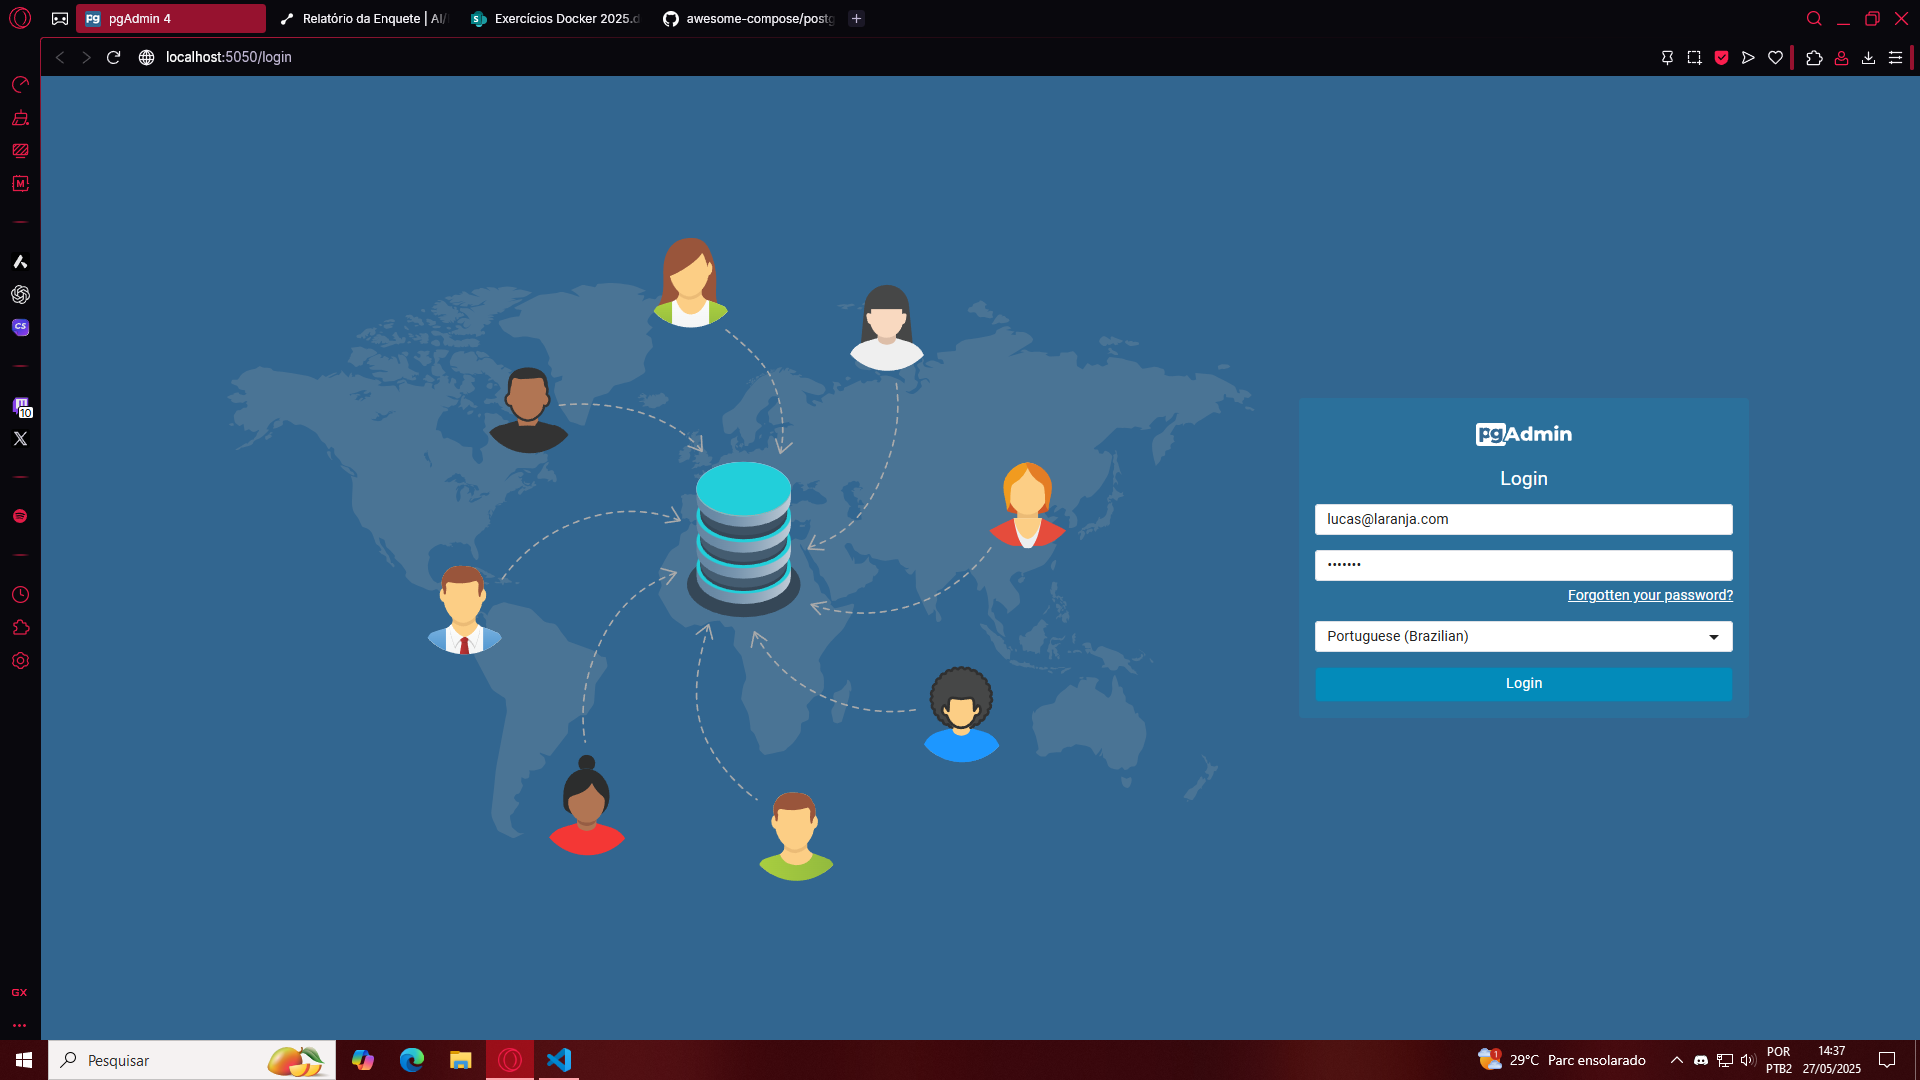 pgAdmin 4
Relatório da Enquete | AI/
Exercícios Docker 2025.d
awesome-compose/postg
localhost:5050/login
M
CS
10
GX
pgAdmin
Login
lucas@laranja.com
•••••••
Forgotten your password?
Portuguese (Brazilian)
Login
Pesquisar
1
29°C Parc ensolarado
POR
PTB2
14:37
27/05/2025